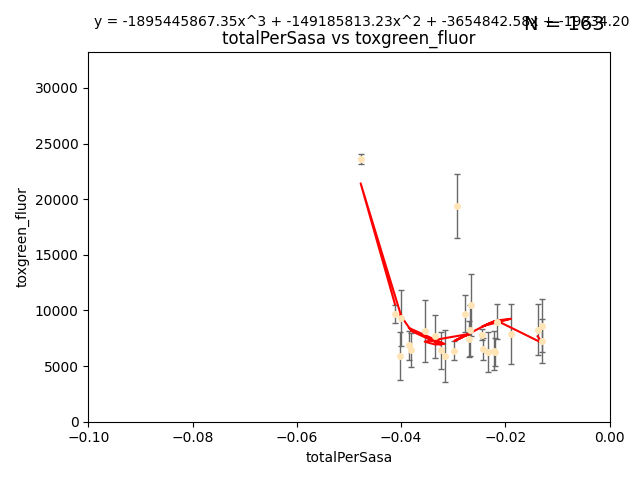 y = -1895445867.35x^3 + -149185813.23x^2 + -3654842.58x + -19234.20
N = 163
totalPerSasa vs toxgreen_fluor
30000
25000
20000
15000
10000
5000
0
toxgreen_fluor
−0.10 −0.08 −0.06 −0.04 −0.02 0.00
totalPerSasa